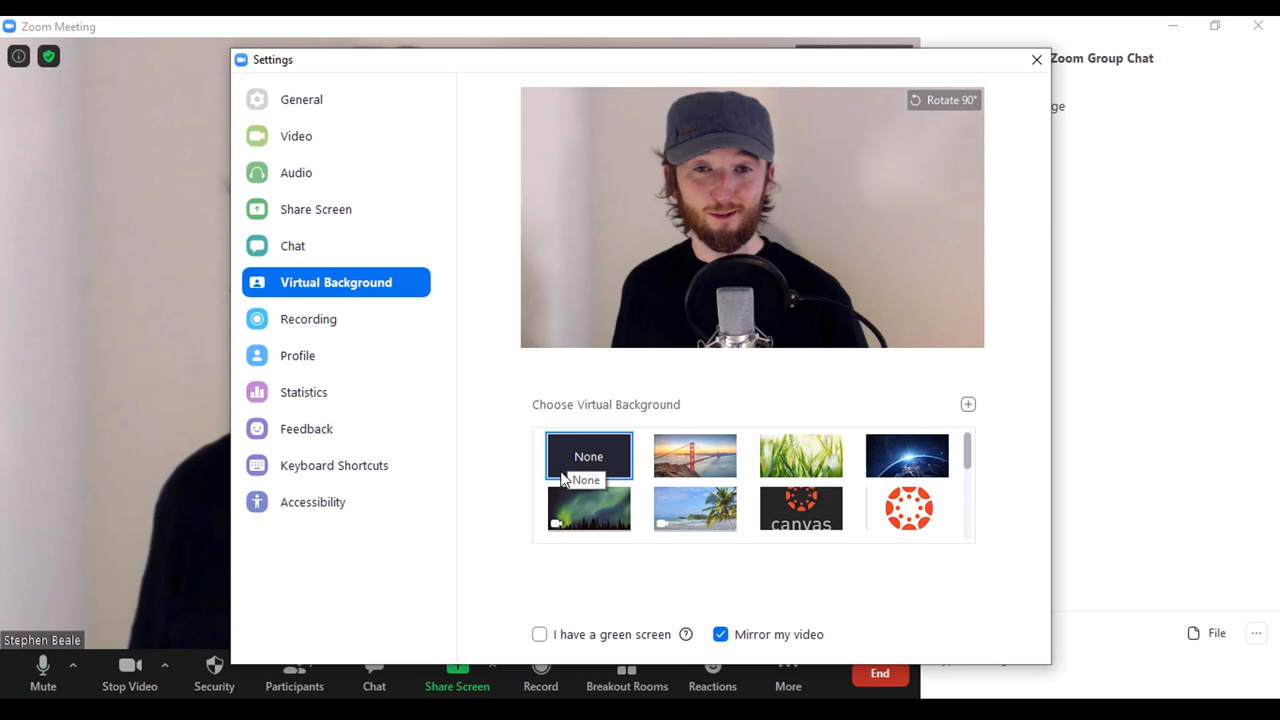 Zoom Meeting
Settings
Zoom Group Chat
General
Rotate 90°
ge
Video
Audio
Share Screen
Chat
Virtual Background
Recording
Profile
Statistics
Choose Virtual Background
Feedback
None
Keyboard Shortcuts
None
Accessibility
canvas
I have a green screen
Mirror my video
File
Stephen Beale
Mute
Stop Video
Security
Participants
Chat
Share Screen
Record
Breakout Rooms
Reactions
More
End